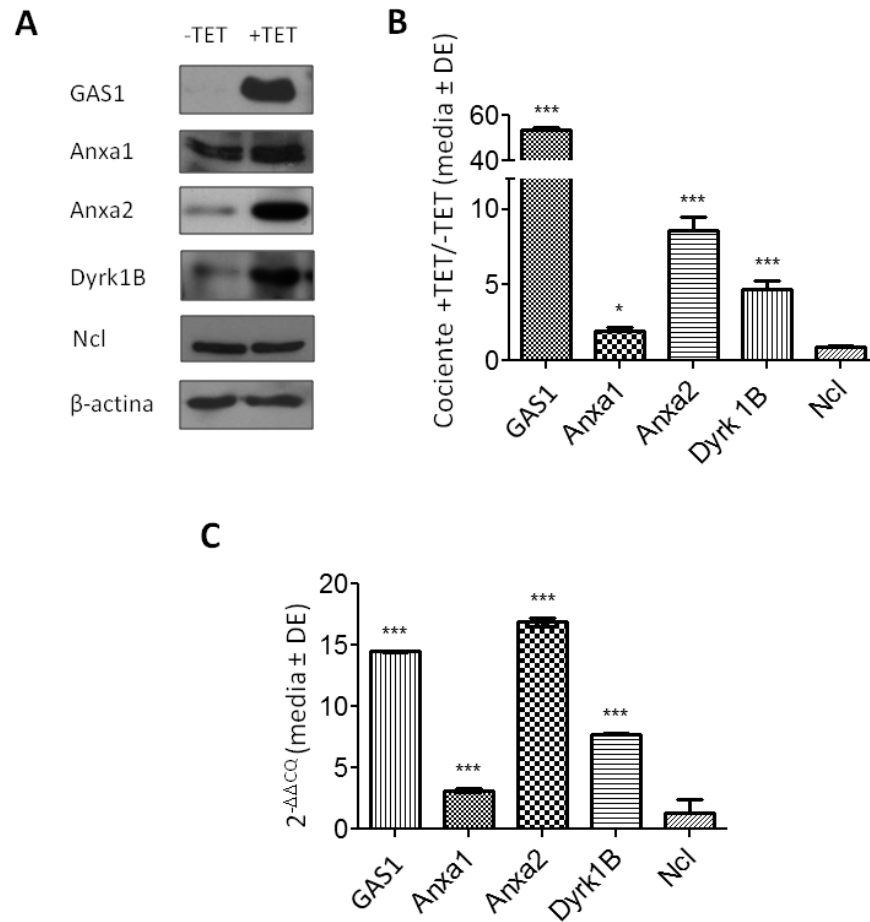 A
-TET +TET
GAS1
Anxa1
Anxa2
Dyrk1B
Ncl
β-actina
B
Cociente +TET/-TET (media ± DE)
60
40
10
5
0
***
*
***
***
GAS1
Anxa1
Anxa2
Dyrk 1B
Ncl
C
2-ΔΔCQ (media ± DE)
20
15
10
5
0
***
***
***
***
GAS1
Anxa1
Anxa2
Dyrk1B
Ncl